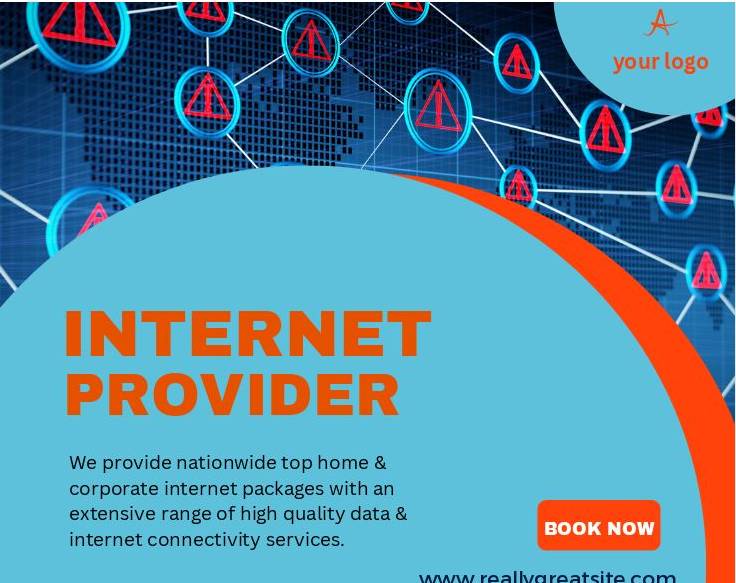 your logo
INTERNET
PROVIDER
We provide nationwide top home &
corporate internet packages with an
extensive range of high quality data &
internet connectivity services.
BOOK NOW
www.reallygreatsite.com